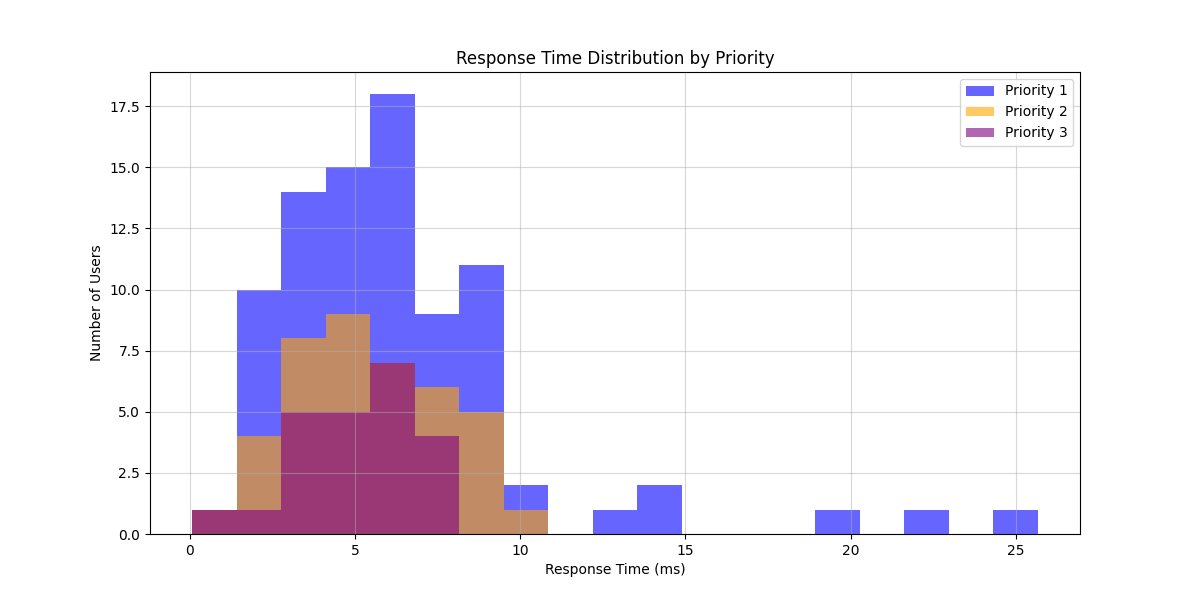 Response Time Distribution by Priority
Priority 1
Priority 2
Priority 3
Number of Users
17.5
15.0
12.5
10.0
7.5
5.0
2.5
0.0
0 5 10 15 20 25
Response Time (ms)